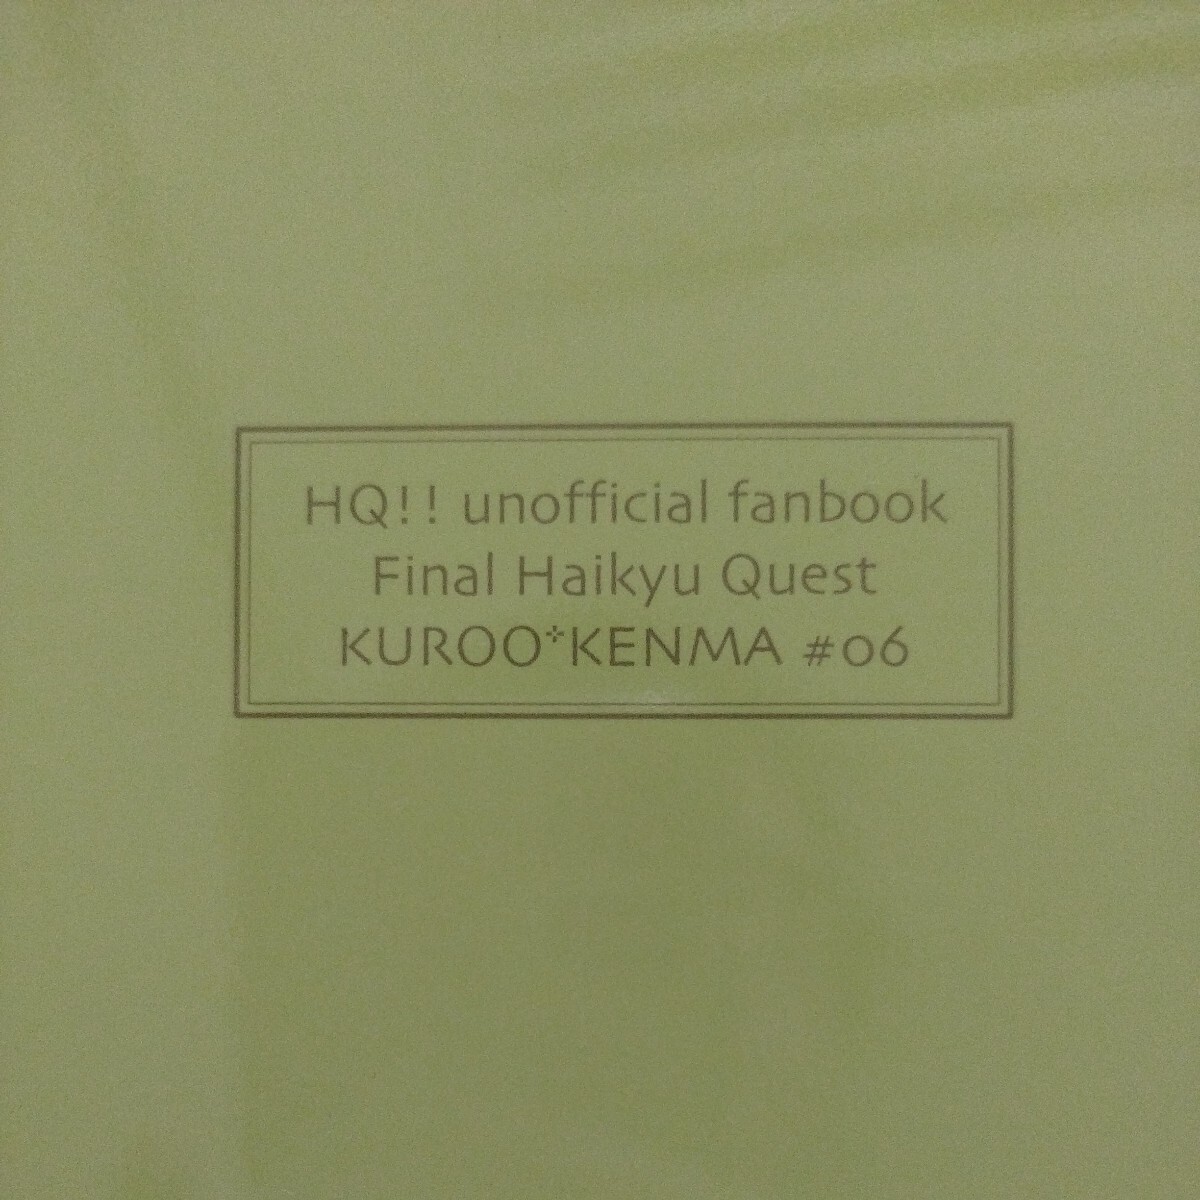 HQ!! unofficial fanbook
Final Haikyu Quest
KUROO*KENMA #06